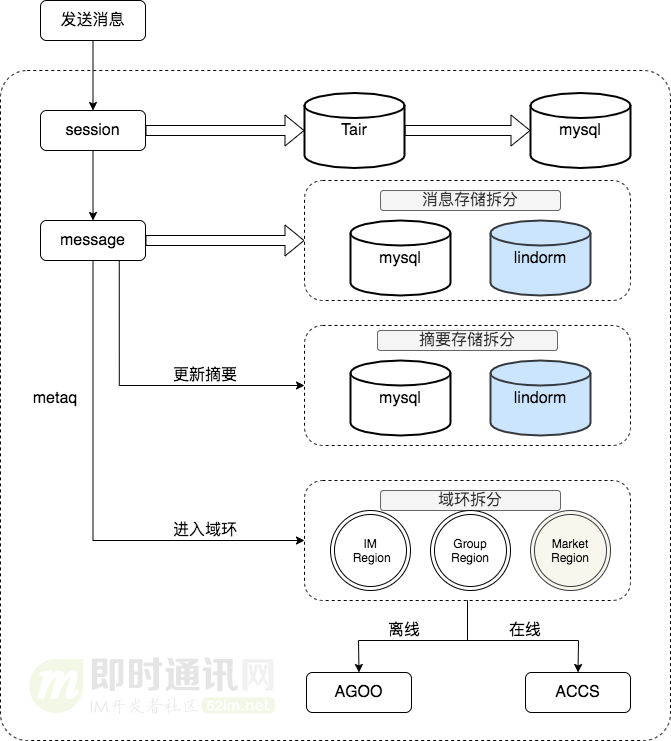 发送消息
session
Tair
mysql
消息存储拆分
message
mysql
lindorm
摘要存储拆分
更新摘要
mysql
lindorm
metaq
域环拆分
进入域环
IM
Region
Group
Region
Market
Region
离线
在线
AGOO
ACCS
即时通讯网
IM开发者社区 52im.net